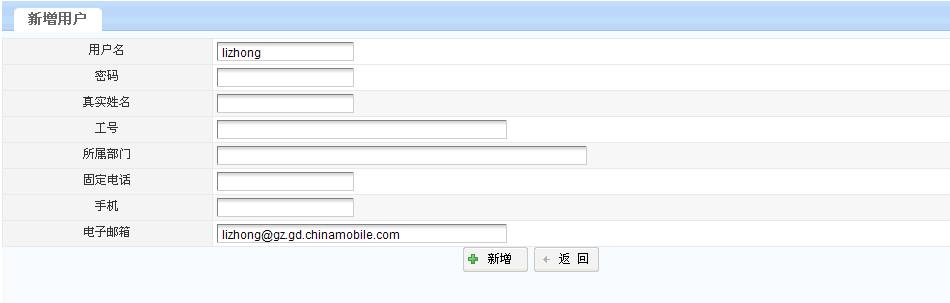 新增用户
用户名 lizhong
密码
真实姓名
工号
所属部门
固定电话
手机
电子邮箱 lizhong@gz.gd.chinamobile.com
新增 返 回